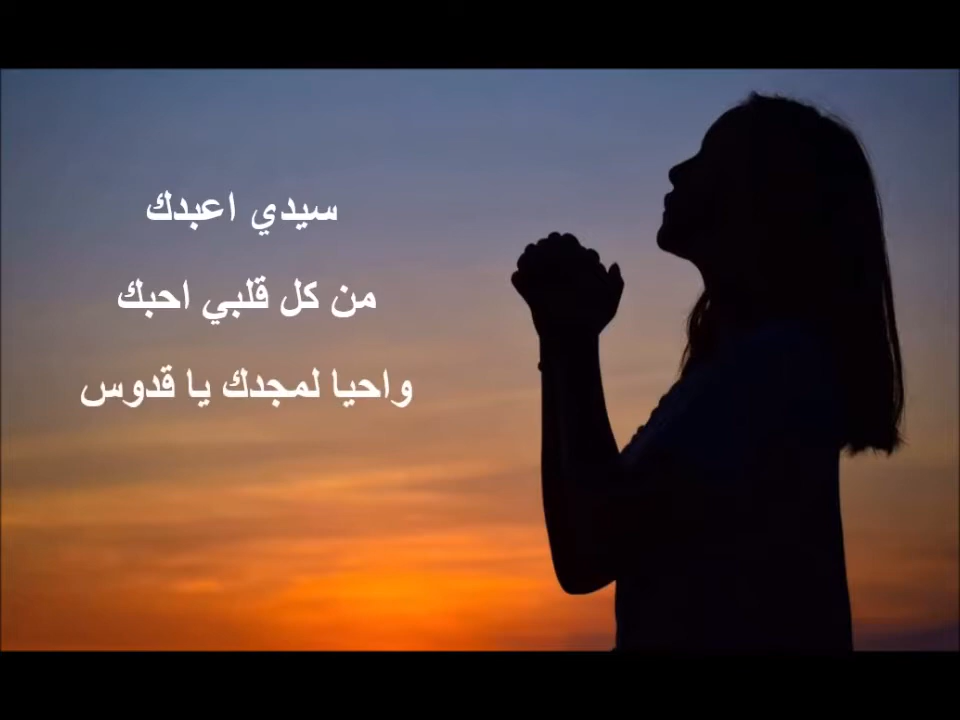 سيدي اعبدك
من كل قلبي احبك
واحيا لمجدك يا قدوس